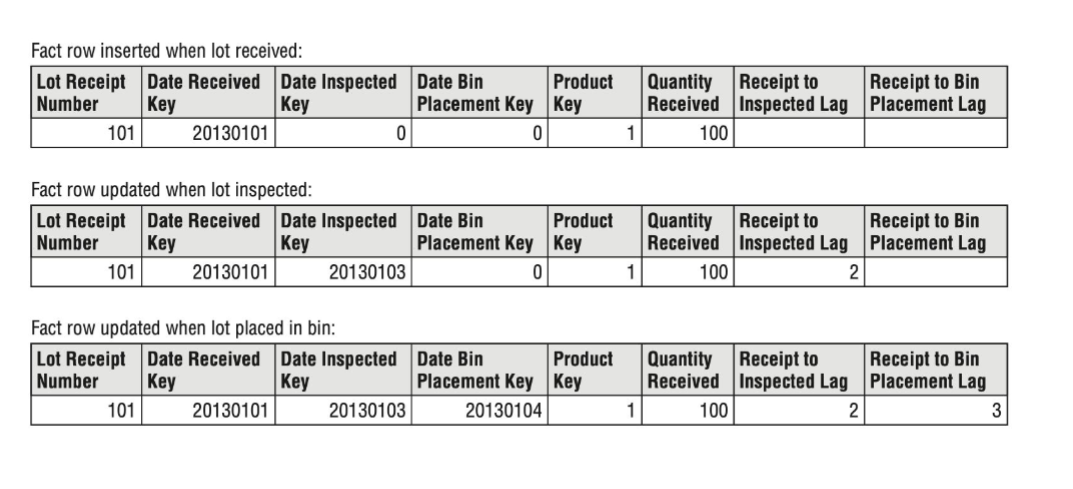 Fact row inserted when lot received:
Lot Receipt Number | Date Received Key | Date Inspected Key | Date Bin Placement Key | Product Key | Quantity Received | Receipt to Inspected Lag | Receipt to Bin Placement Lag
101 | 20130101 | 0 | 0 | 1 | 100 | |
Fact row updated when lot inspected:
Lot Receipt Number | Date Received Key | Date Inspected Key | Date Bin Placement Key | Product Key | Quantity Received | Receipt to Inspected Lag | Receipt to Bin Placement Lag
101 | 20130101 | 20130103 | 0 | 1 | 100 | 2 |
Fact row updated when lot placed in bin:
Lot Receipt Number | Date Received Key | Date Inspected Key | Date Bin Placement Key | Product Key | Quantity Received | Receipt to Inspected Lag | Receipt to Bin Placement Lag
101 | 20130101 | 20130103 | 20130104 | 1 | 100 | 2 | 3